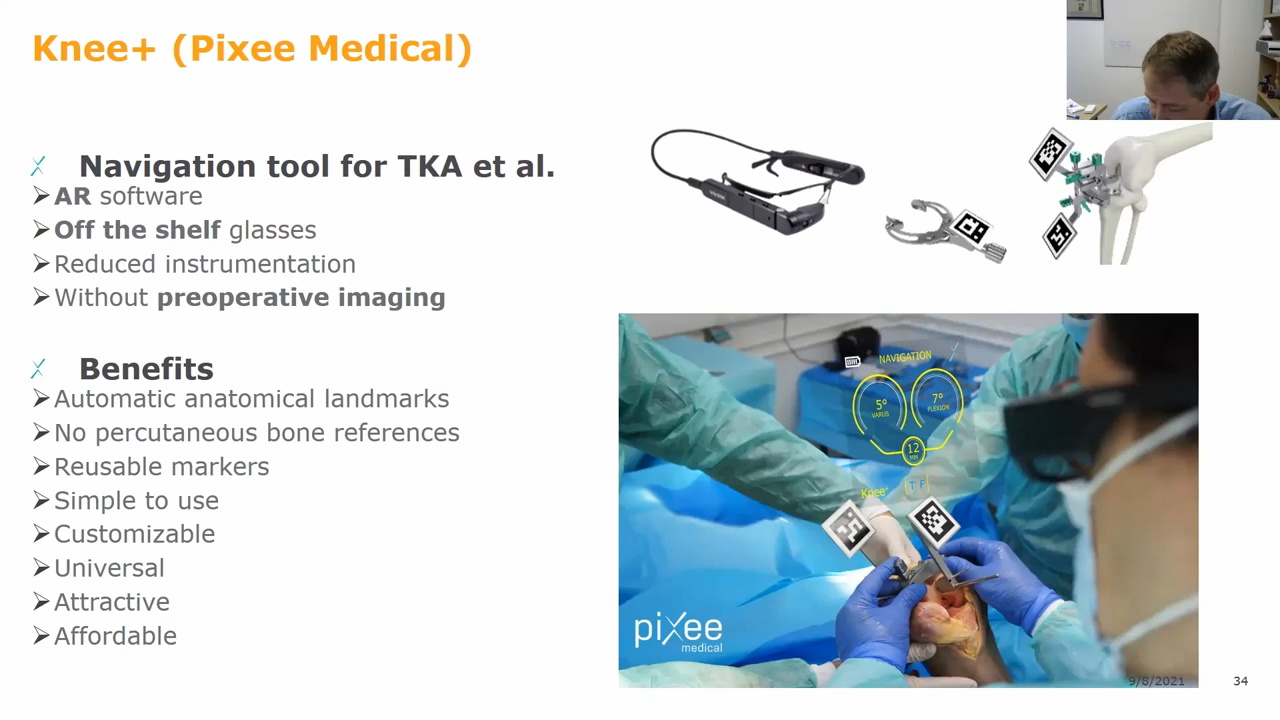 Knee+ (Pixee Medical)
Navigation tool for TKA et al.
AR software
Off the shelf glasses
Reduced instrumentation
Without preoperative imaging
Benefits
Automatic anatomical landmarks
No percutaneous bone references
Reusable markers
Simple to use
Customizable
Universal
Attractive
Affordable
NAVIGATION
5°
VARUS
7°
FLEXION
12
MM
Knee+
T F
pixee
medical
9/8/2021
34